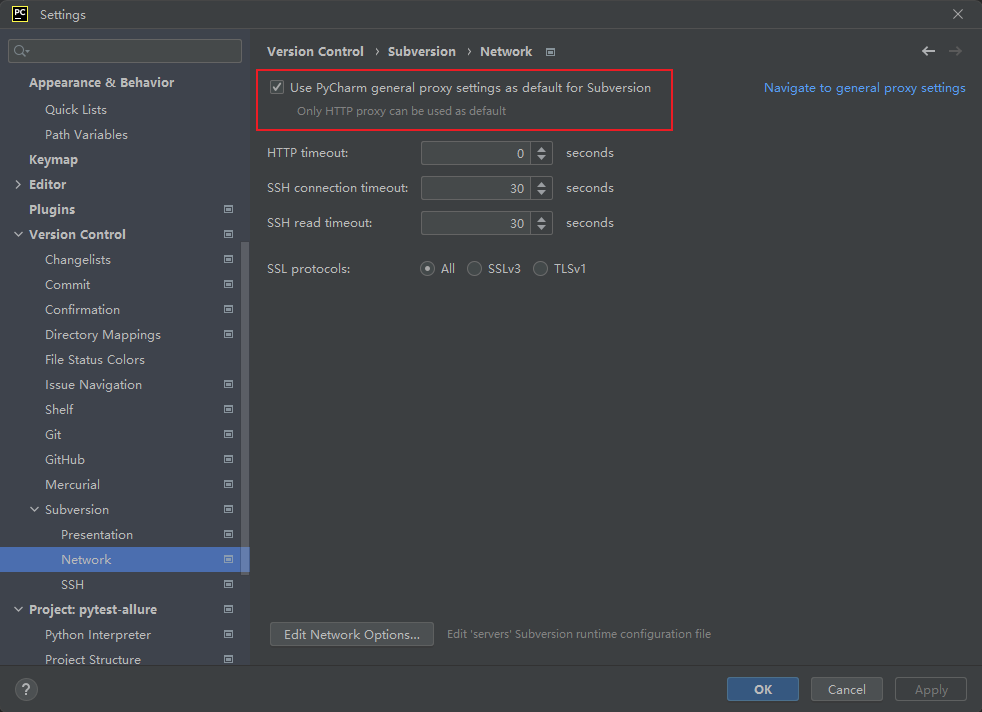 PC
Settings
Version Control › Subversion › Network
Appearance & Behavior
Quick Lists
Path Variables
Keymap
Editor
Plugins
Version Control
Changelists
Commit
Confirmation
Directory Mappings
File Status Colors
Issue Navigation
Shelf
Git
GitHub
Mercurial
Subversion
Presentation
Network
SSH
Project: pytest-allure
Python Interpreter
Project Structure
Use PyCharm general proxy settings as default for Subversion
Navigate to general proxy settings
Only HTTP proxy can be used as default
HTTP timeout: 0 seconds
SSH connection timeout: 30 seconds
SSH read timeout: 30 seconds
SSL protocols: All SSLv3 TLSv1
Edit Network Options... Edit 'servers' Subversion runtime configuration file
? OK Cancel Apply